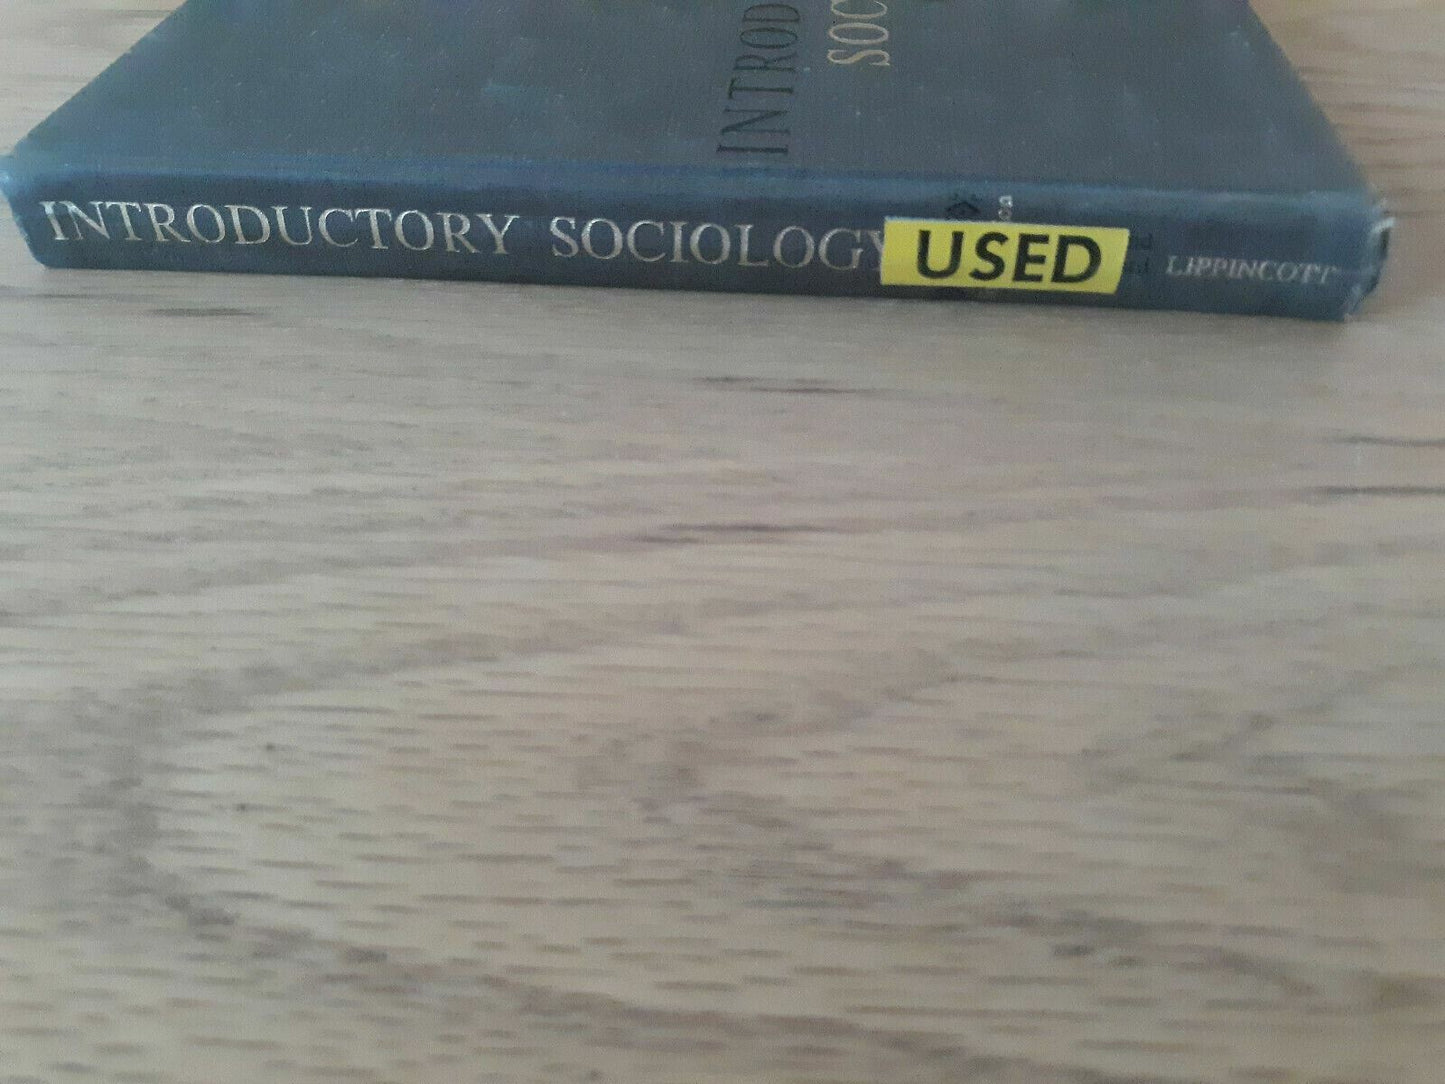 INTROD
SOC
INTRODUCTORY SOCIOLOGY USED LIPPINCOTT